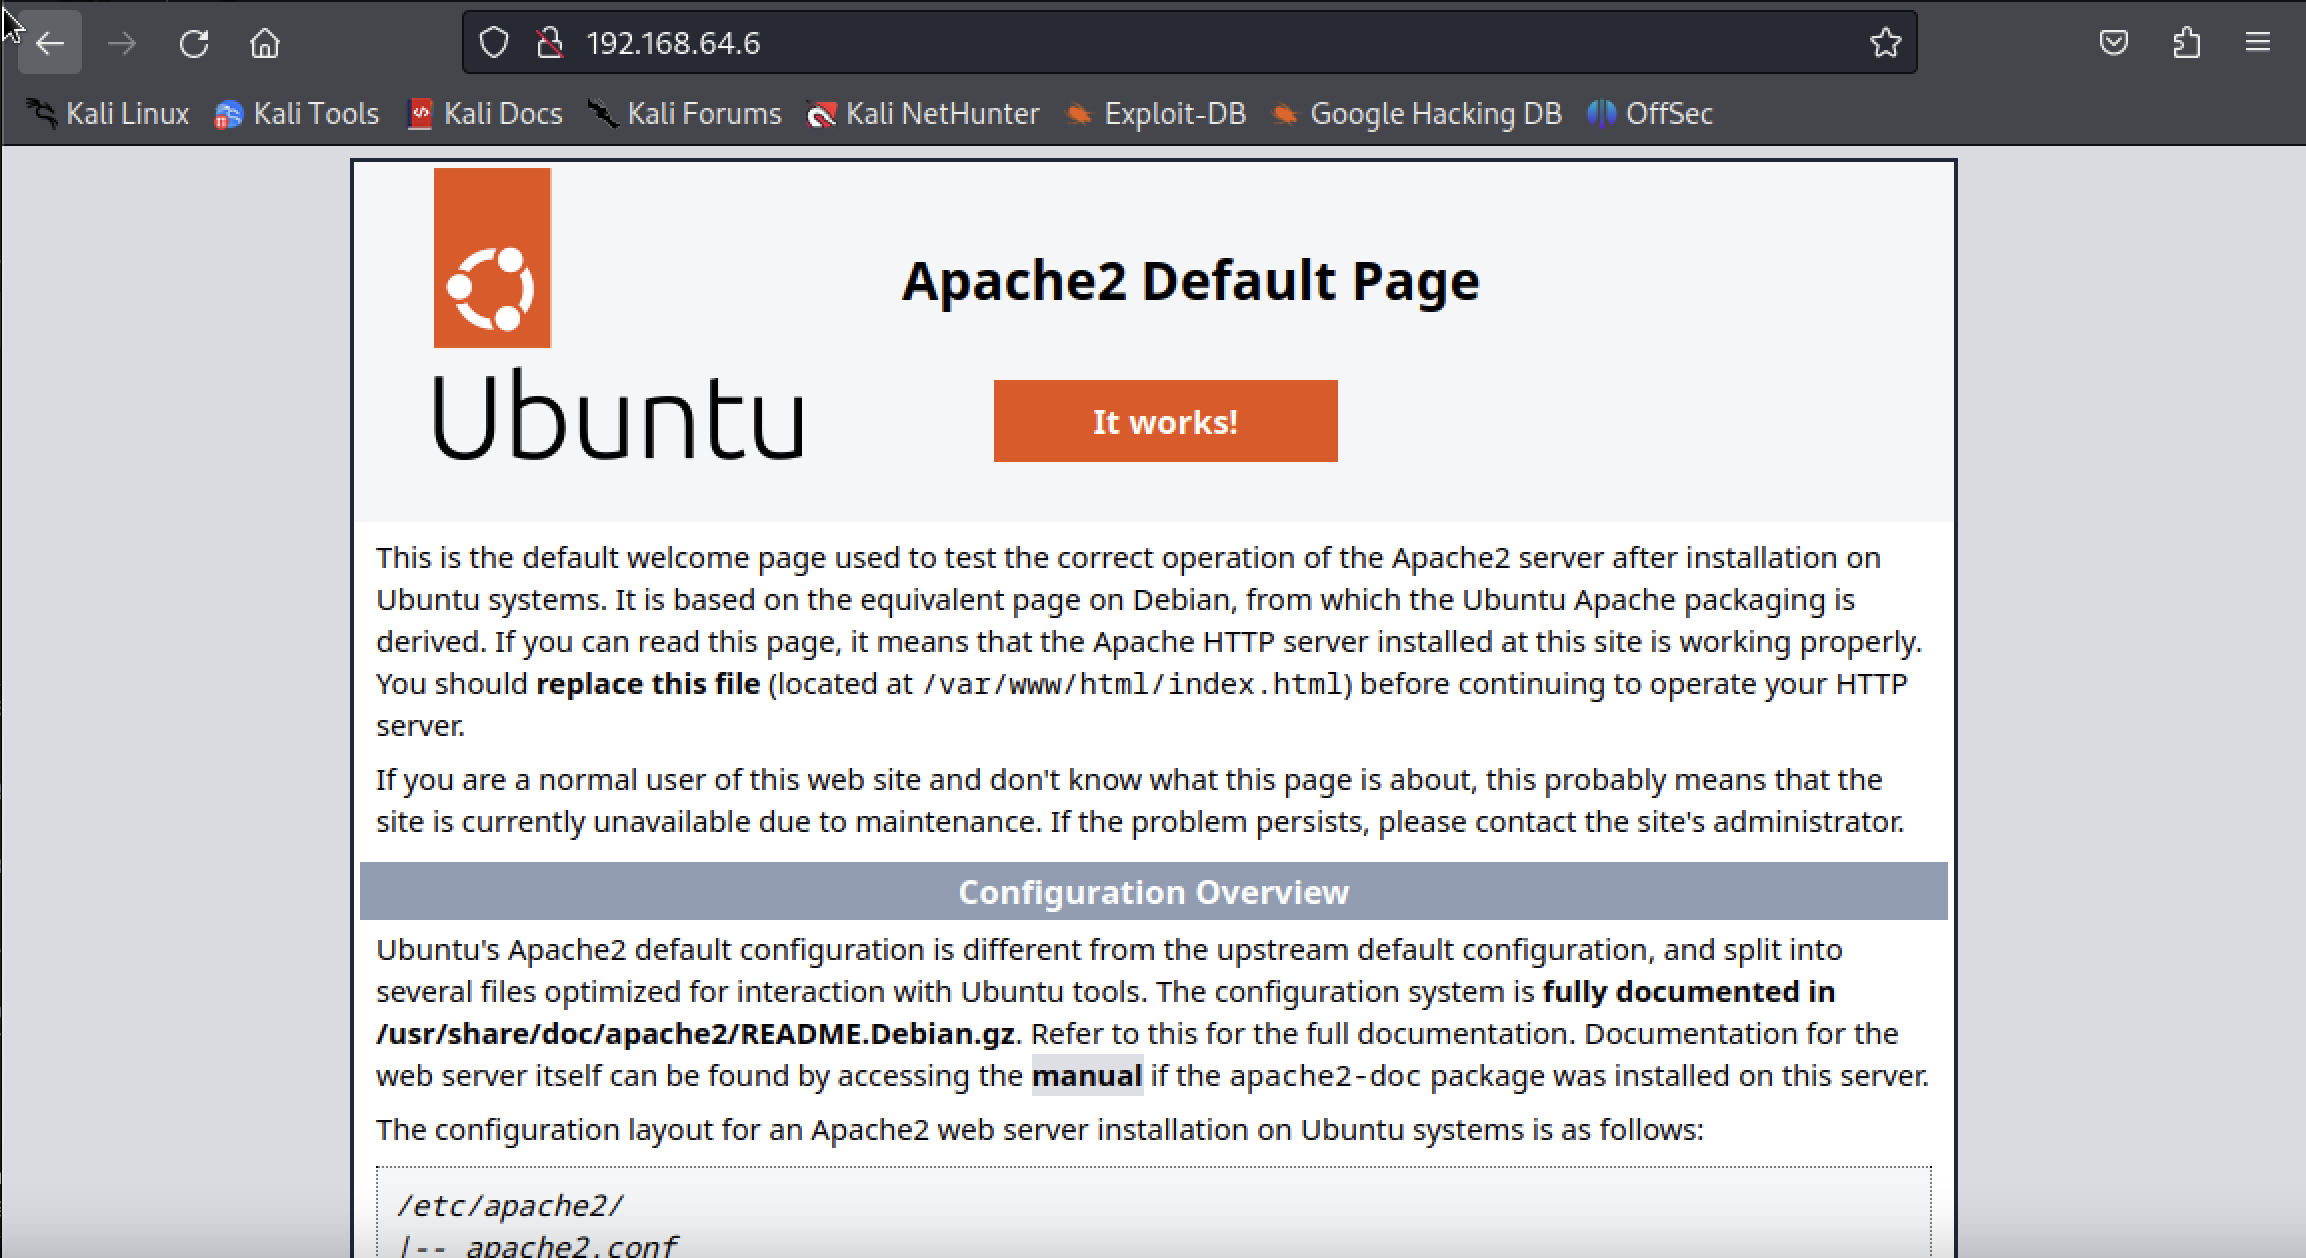 192.168.64.6
Kali Linux Kali Tools Kali Docs Kali Forums Kali NetHunter Exploit-DB Google Hacking DB OffSec
Ubuntu
Apache2 Default Page
It works!
This is the default welcome page used to test the correct operation of the Apache2 server after installation on
Ubuntu systems. It is based on the equivalent page on Debian, from which the Ubuntu Apache packaging is
derived. If you can read this page, it means that the Apache HTTP server installed at this site is working properly.
You should replace this file (located at /var/www/html/index.html) before continuing to operate your HTTP
server.
If you are a normal user of this web site and don't know what this page is about, this probably means that the
site is currently unavailable due to maintenance. If the problem persists, please contact the site's administrator.
Configuration Overview
Ubuntu's Apache2 default configuration is different from the upstream default configuration, and split into
several files optimized for interaction with Ubuntu tools. The configuration system is fully documented in
/usr/share/doc/apache2/README.Debian.gz. Refer to this for the full documentation. Documentation for the
web server itself can be found by accessing the manual if the apache2-doc package was installed on this server.
The configuration layout for an Apache2 web server installation on Ubuntu systems is as follows:
/etc/apache2/
|-- apache2.conf